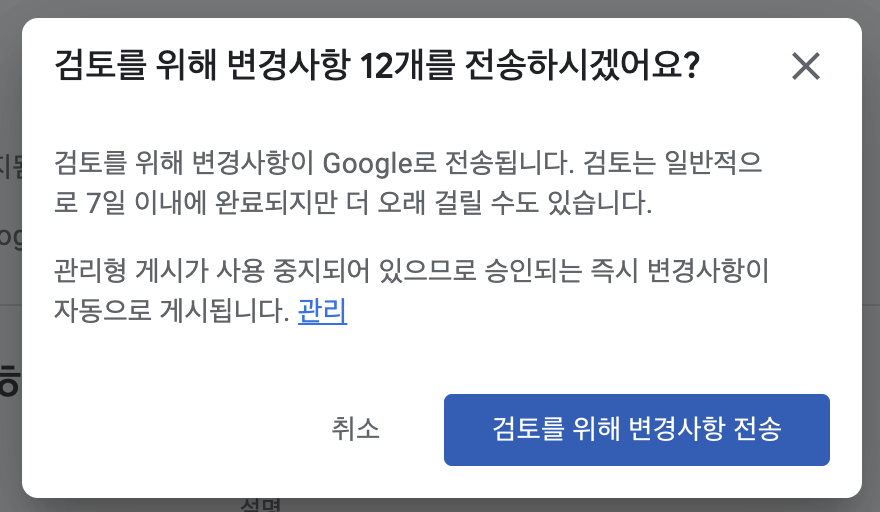 검토를 위해 변경사항 12개를 전송하시겠어요?
검토를 위해 변경사항이 Google로 전송됩니다. 검토는 일반적으
로 7일 이내에 완료되지만 더 오래 걸릴 수도 있습니다.
관리형 게시가 사용 중지되어 있으므로 승인되는 즉시 변경사항이
자동으로 게시됩니다. 관리
취소
검토를 위해 변경사항 전송